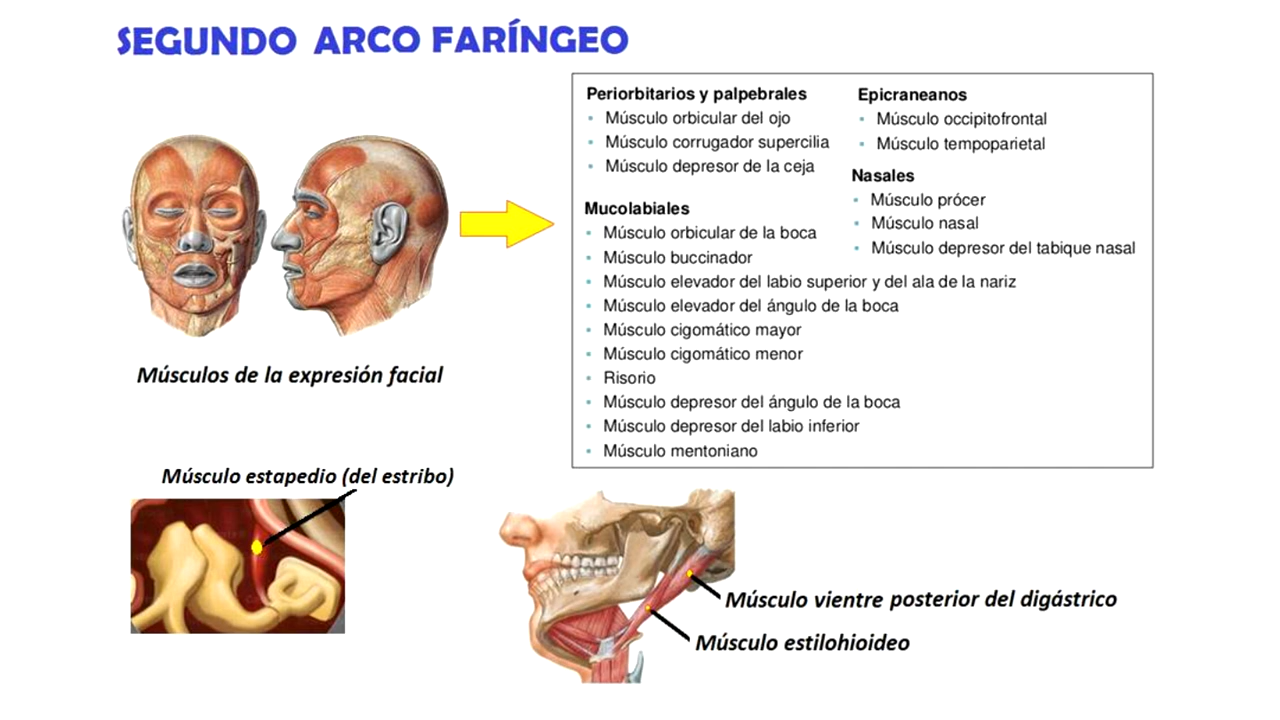 SEGUNDO ARCO FARÍNGEO
Periorbitarios y palpebrales
Músculo orbicular del ojo
Músculo corrugador supercilia
Músculo depresor de la ceja
Epicraneanos
Músculo occipitofrontal
Músculo tempoparietal
Nasales
Músculo prócer
Músculo nasal
Músculo depresor del tabique nasal
Mucolabiales
Músculo orbicular de la boca
Músculo buccinador
Músculo elevador del labio superior y del ala de la nariz
Músculo elevador del ángulo de la boca
Músculo cigomático mayor
Músculo cigomático menor
Risorio
Músculo depresor del ángulo de la boca
Músculo depresor del labio inferior
Músculo mentoniano
Músculos de la expresión facial
Músculo estapedio (del estribo)
Músculo vientre posterior del digástrico
Músculo estilohioideo